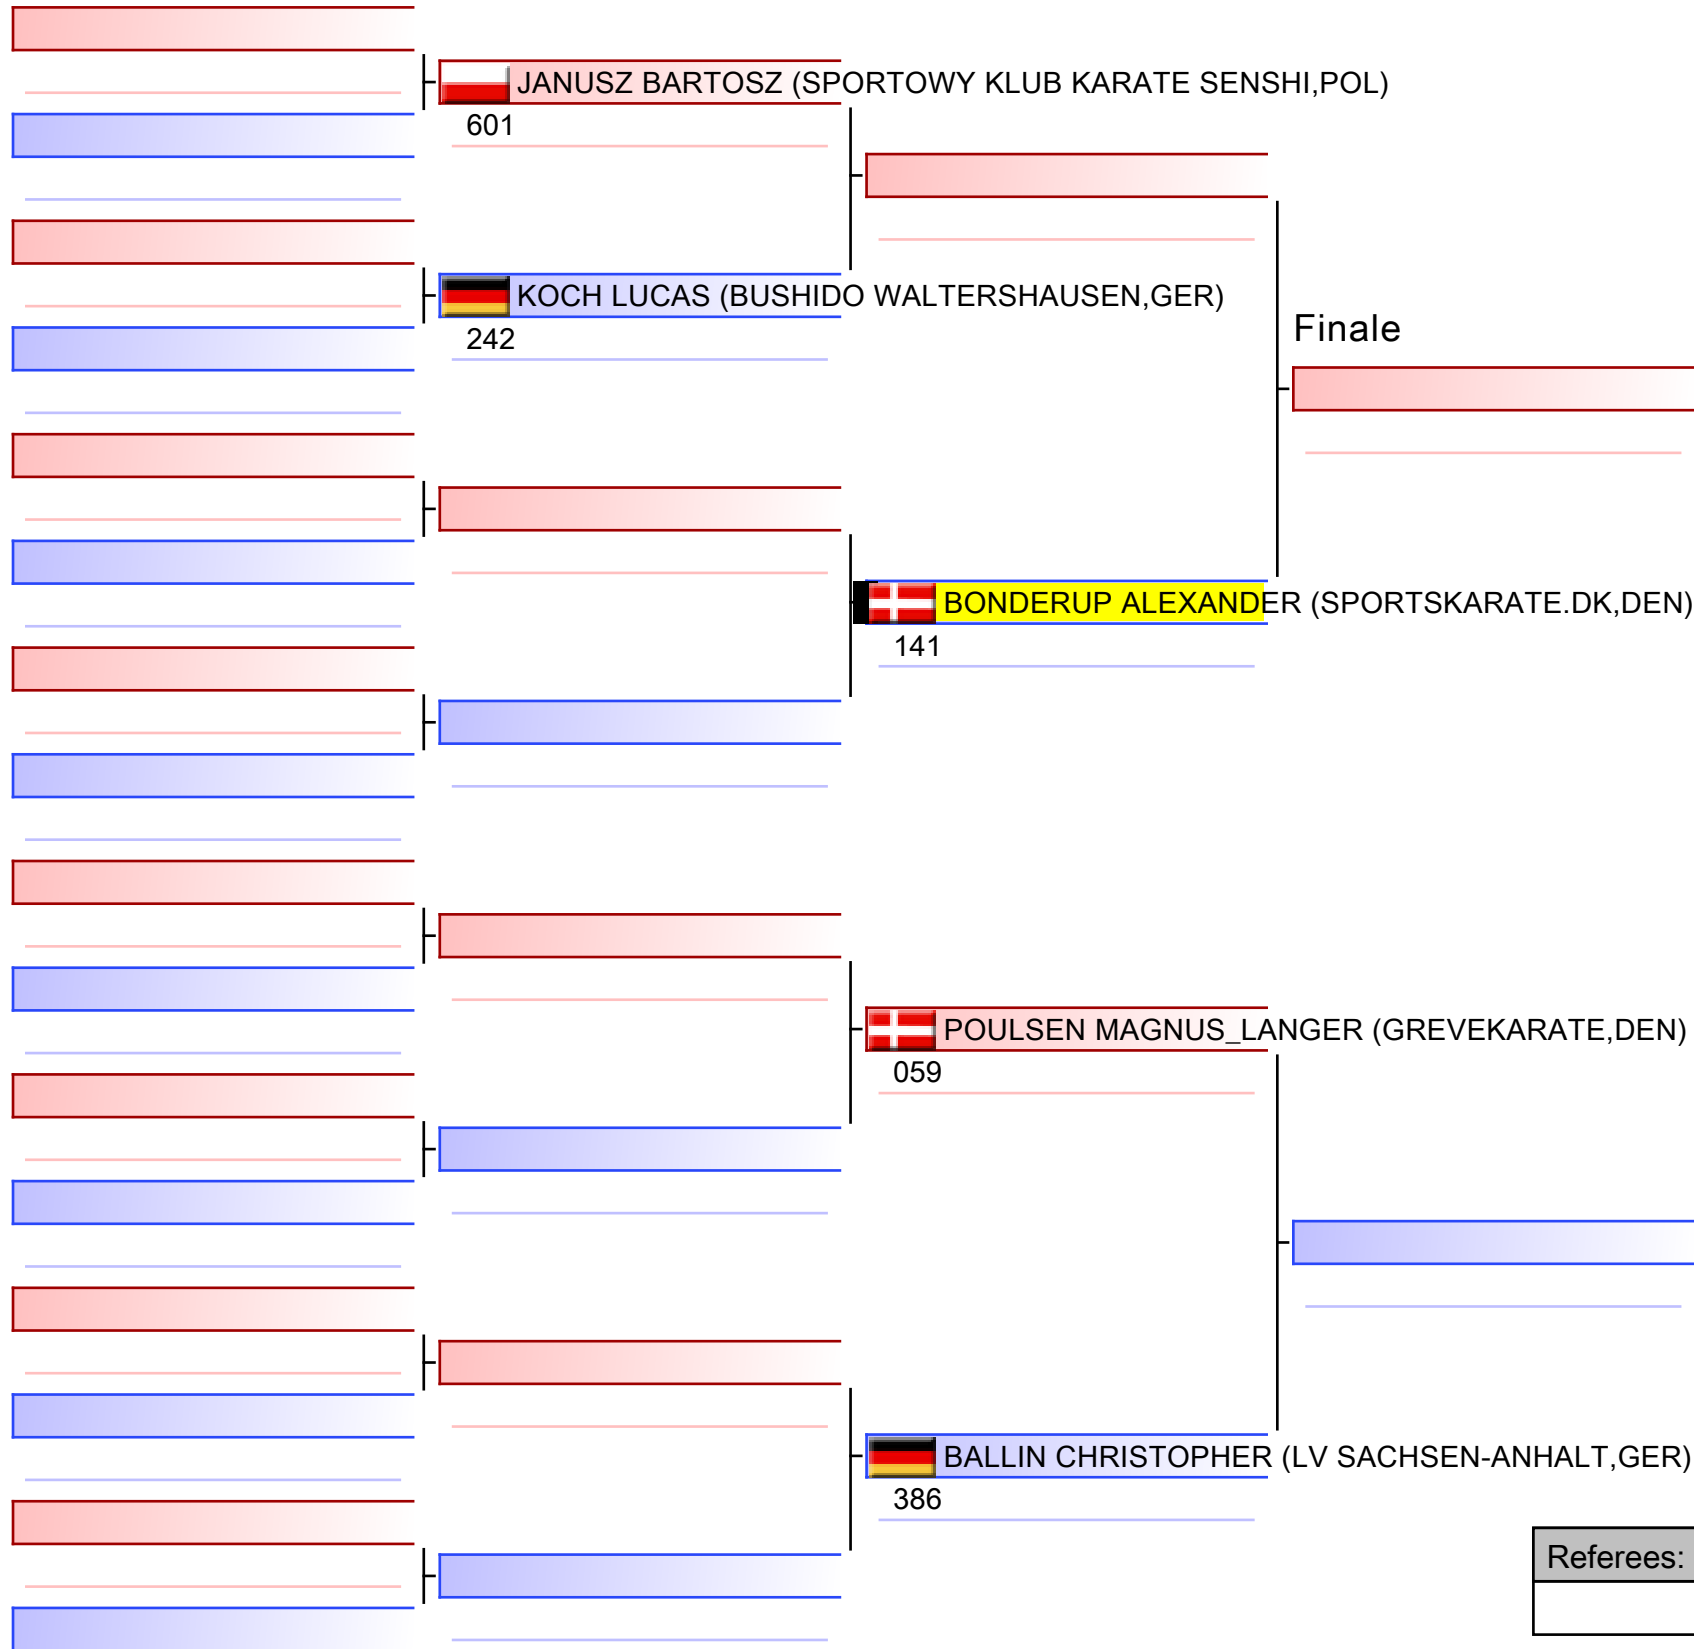 JANUSZ BARTOSZ (SPORTOWY KLUB KARATE SENSHI,POL)
601
KOCH LUCAS (BUSHIDO WALTERSHAUSEN,GER)
242
Finale
BONDERUP ALEXANDER (SPORTSKARATE.DK,DEN)
141
POULSEN MAGNUS_LANGER (GREVEKARATE,DEN)
059
BALLIN CHRISTOPHER (LV SACHSEN-ANHALT,GER)
386
Referees: